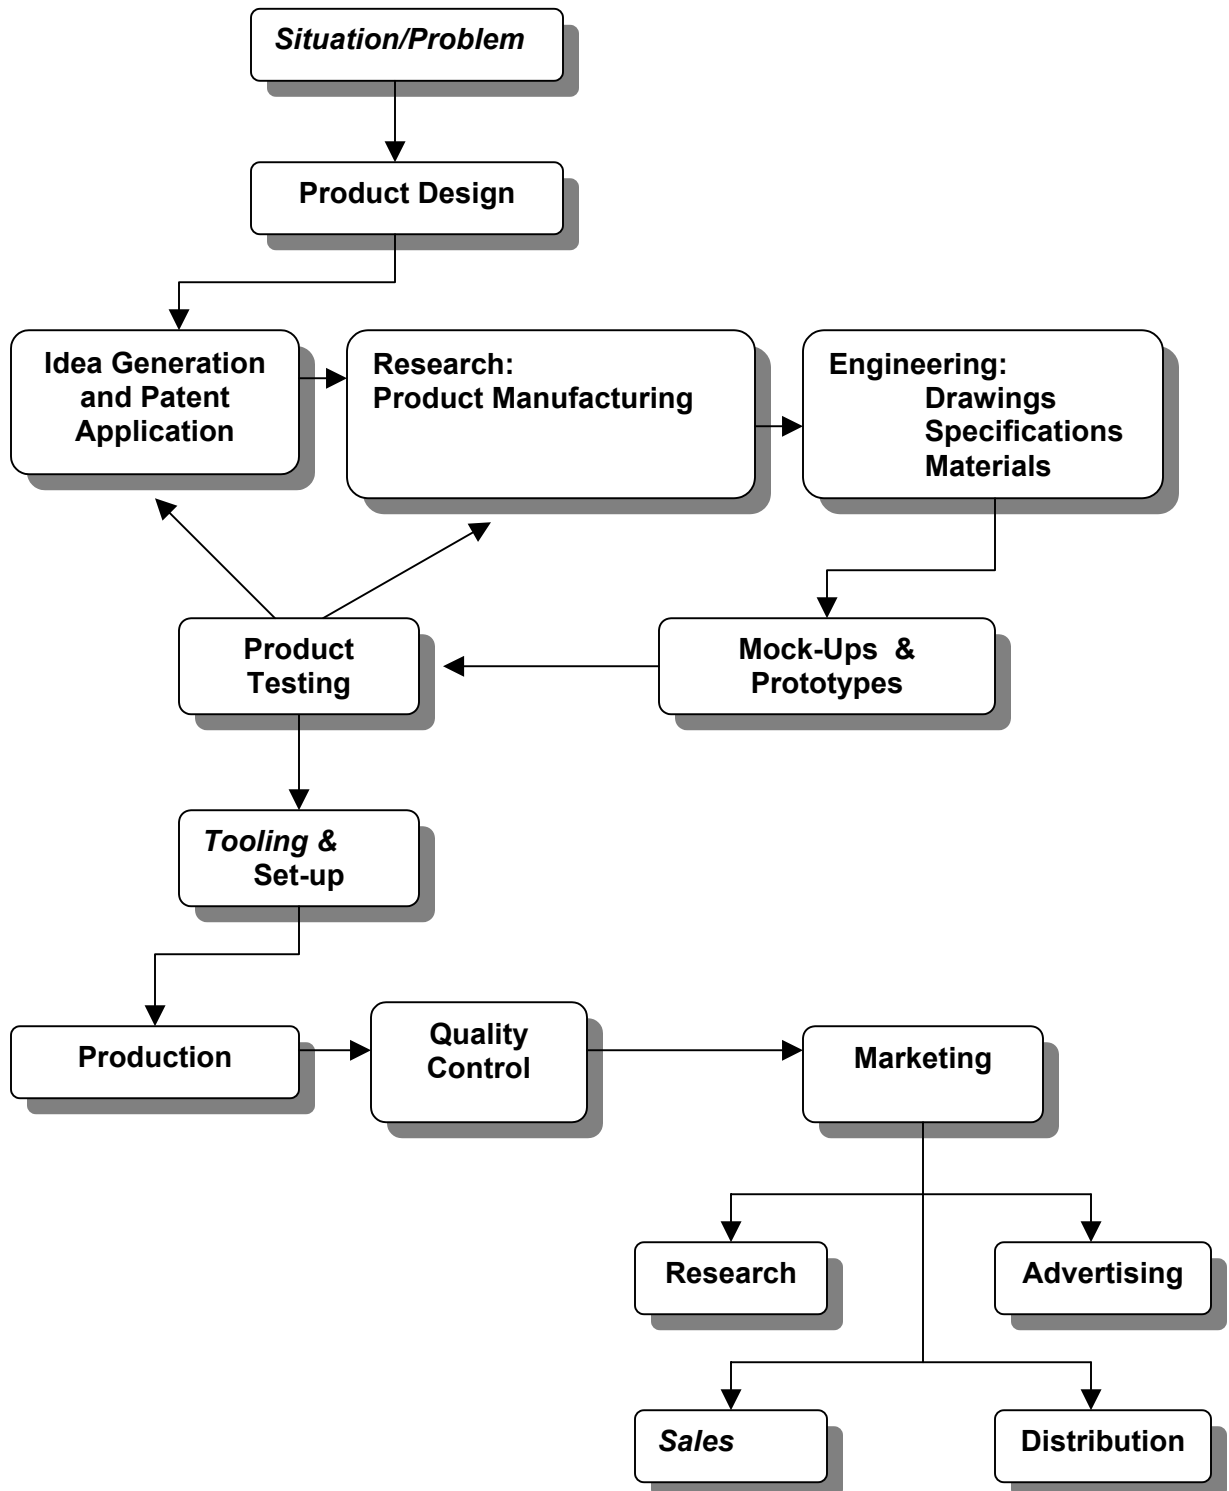 Situation/Problem
Product Design
Idea Generation
and Patent
Application
Research:
Product Manufacturing
Engineering:
Drawings
Specifications
Materials
Product
Testing
Mock-Ups &
Prototypes
Tooling &
Set-up
Production
Quality
Control
Marketing
Research
Advertising
Sales
Distribution